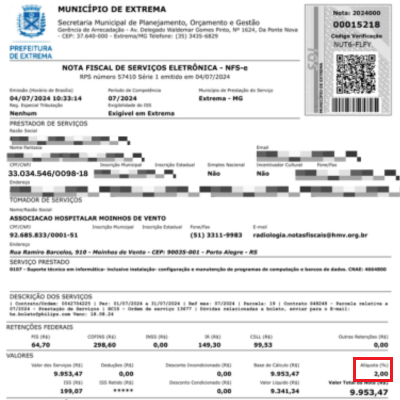 MUNICÍPIO DE EXTREMA
Secretaria Municipal de Planejamento, Orçamento e Gestão
Gerência de Arrecadação - Av. Delegado Waldemar Gomes Pinto, Nº 1624, Da Ponte Nova
- CEP: 37.640-000 - Extrema/MG Telefone: (35) 3435-6829
PREFEITURA
DE EXTREMA
Nota: 2024000
00015218
Código Verificação
NUT6-FLFY
NOTA FISCAL DE SERVIÇOS ELETRÔNICA - NFS-e
RPS número 57410 Série 1 emitido em 04/07/2024
Emissão (Horário de Brasília) Período de Competência Município de Prestação do Serviço
04/07/2024 10:33:14 07/2024 Extrema - MG
Reg. Especial Tributação Exigibilidade do ISS
Nenhum Exigível em Extrema
PRESTADOR DE SERVIÇOS
Razão Social
Nome Fantasia Email
CPF/CNPJ Inscrição Municipal Inscrição Estadual Simples Nacional Incentivador Cultural Fone/Fax
33.034.546/0098-18 Não Não
Endereço
TOMADOR DE SERVIÇOS
Nome/Razão Social
ASSOCIACAO HOSPITALAR MOINHOS DE VENTO
CPF/CNPJ Inscrição Municipal Inscrição Estadual Fone/Fax E-mail
92.685.833/0001-51 (51) 3311-9983 radiologia.notasfiscais@hmv.org.br
Endereço
Rua Ramiro Barcelos, 910 - Moinhos de Vento - CEP: 90035-001 - Porto Alegre - RS
SERVIÇO PRESTADO
0107 - Suporte técnico em informática- inclusive instalação- configuração e manutenção de programas de computação e bancos de dados. CNAE: 6204000
DESCRIÇÃO DOS SERVIÇOS
RETENÇÕES FEDERAIS
PIS (R$) COFINS (R$) INSS (R$) IR (R$) CSLL (R$) Outras Retenções (R$)
64,70 298,60 0,00 149,30 99,53 0,00
VALORES
Valor dos Serviços (R$) Deduções (R$) Desconto Incondicionado (R$) Base de Cálculo (R$) Alíquota (%)
9.953,47 0,00 0,00 9.953,47 2,00
ISS (R$) ISS Retido (R$) Desconto Condicionado (R$) Valor Líquido (R$) Valor Total da Nota (R$)
199,07 ***** 0,00 9.341,34 9.953,47